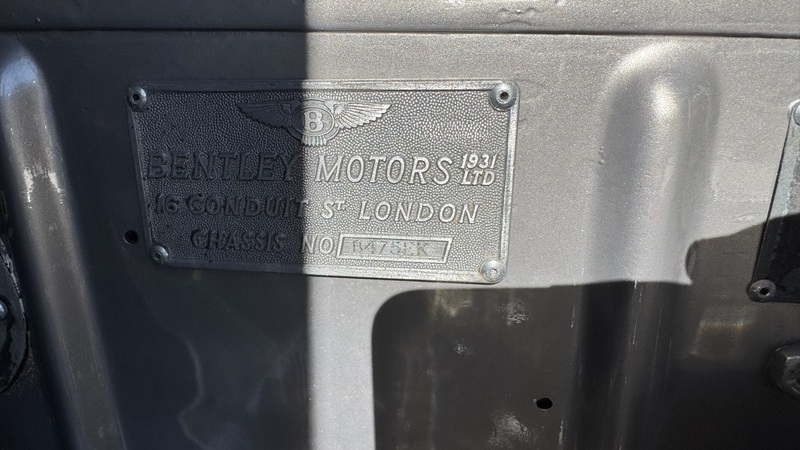 B
BENTLEY MOTORS 1931 LTD
16 CONDUIT ST LONDON
CHASSIS NO B475EK